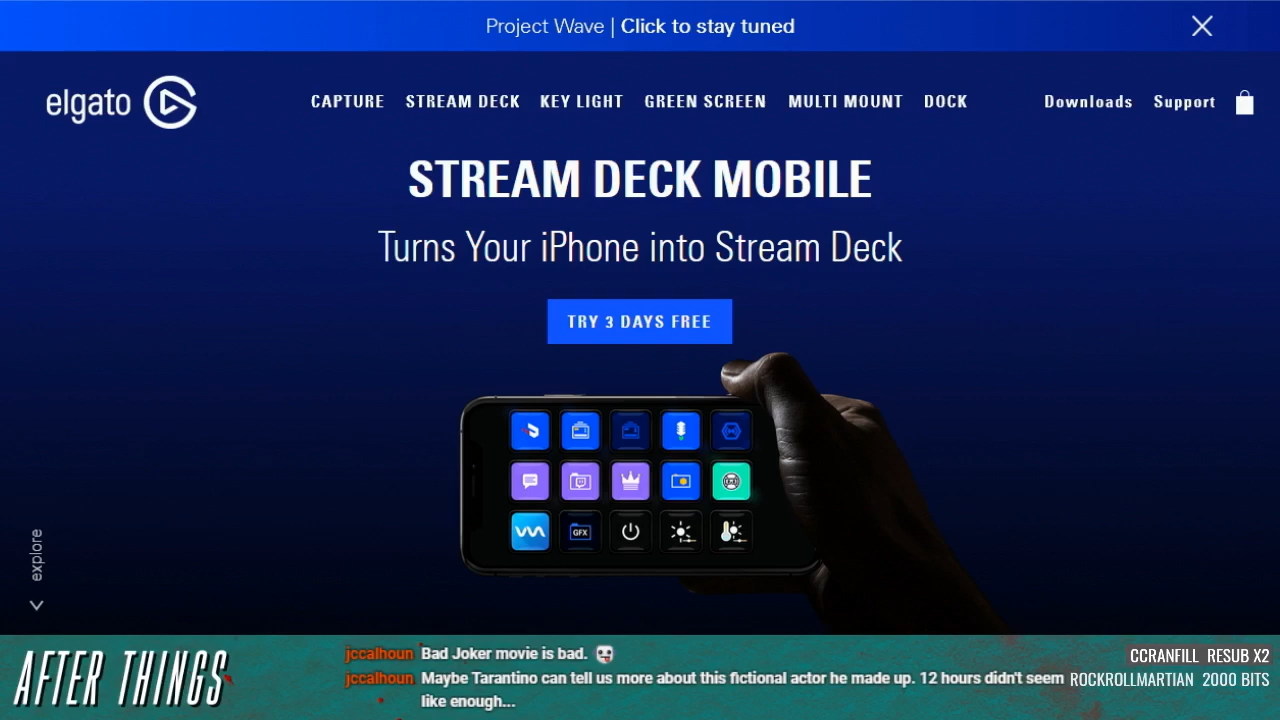 Project Wave | Click to stay tuned
elgato
CAPTURE STREAM DECK KEY LIGHT GREEN SCREEN MULTI MOUNT DOCK
Downloads Support
STREAM DECK MOBILE
Turns Your iPhone into Stream Deck
TRY 3 DAYS FREE
GFX
explore
AFTER THINGS
jccalhoun Bad Joker movie is bad.
jccalhoun Maybe Tarantino can tell us more about this fictional actor he made up. 12 hours didn't seem
like enough...
CCRANFILL RESUB X2
ROCKROLLMARTIAN 2000 BITS